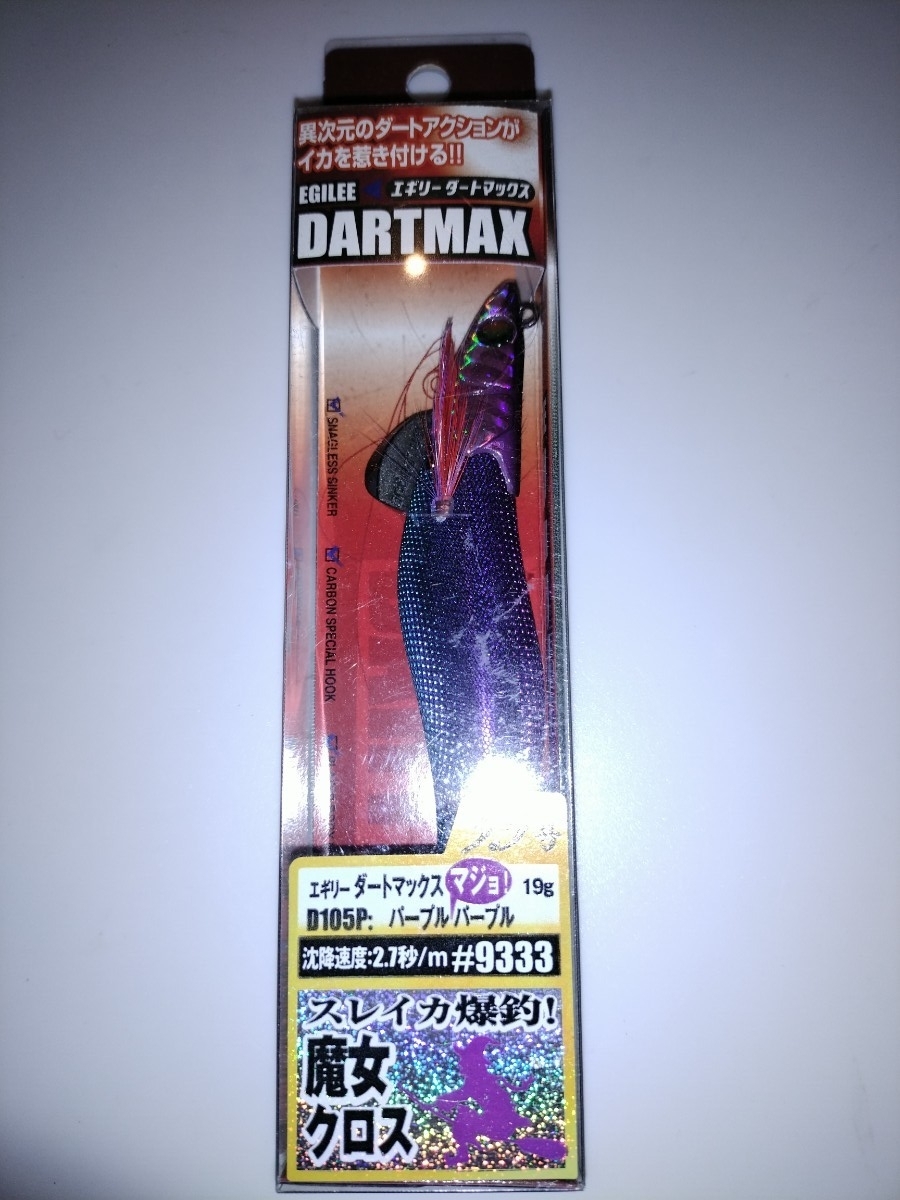 異次元のダートアクションが
イカを惹き付ける!!
EGILEE エギリー ダートマックス
DARTMAX
SNAGLESS SINKER
CARBON SPECIAL HOOK
エギリー ダートマックス マジョ! 19g
D105P: パープル パープル
沈降速度:2.7秒/m #9333
スレイカ爆釣!
魔女
クロス